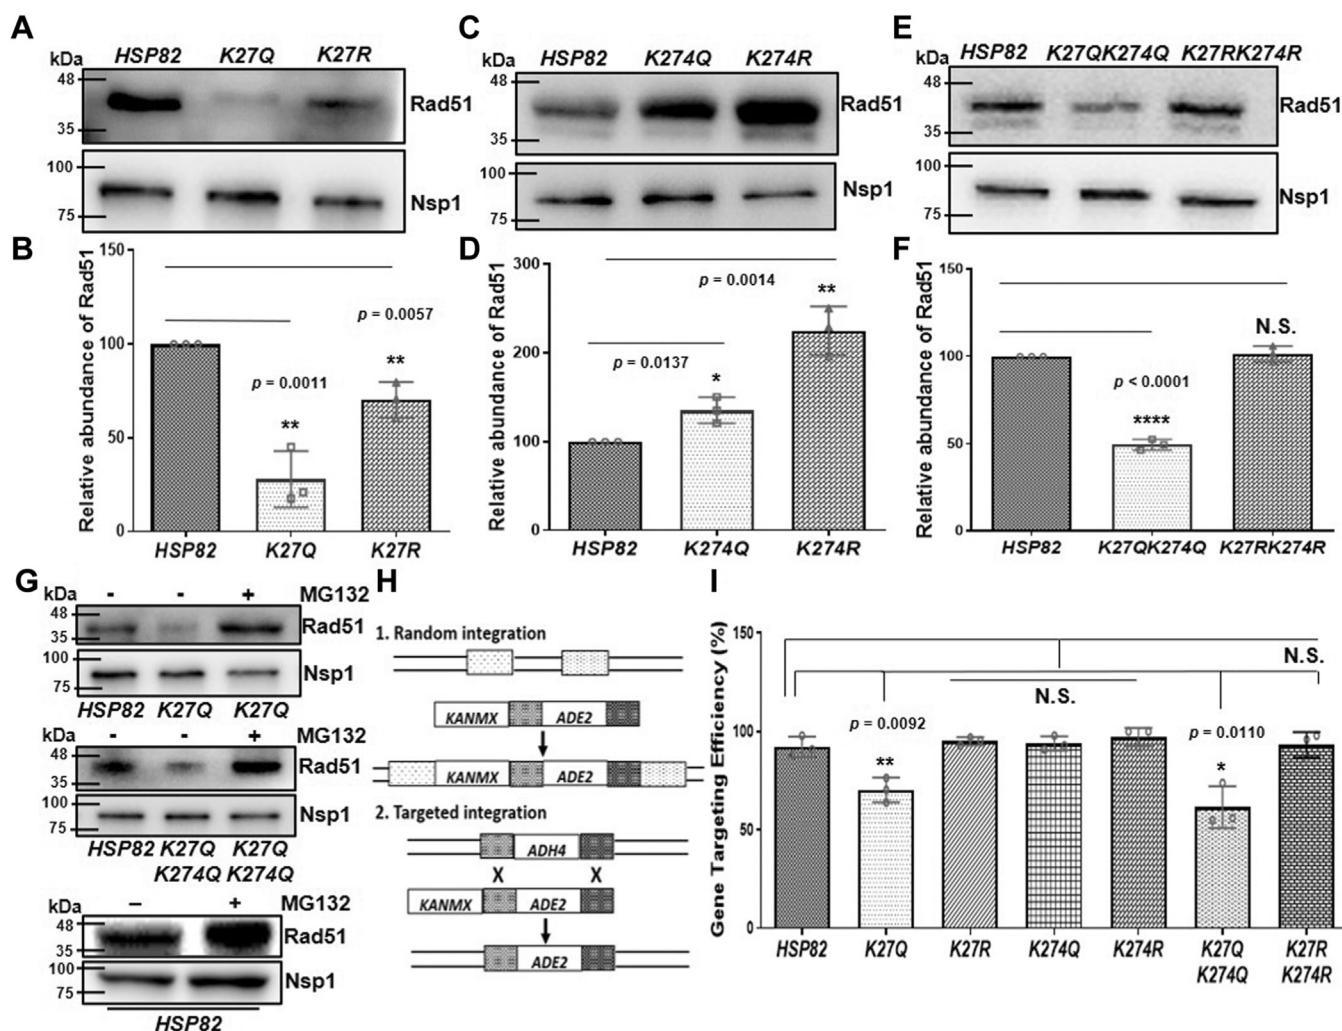 A
kDa HSP82 K27Q K27R
48
35
Rad51
100
75
Nsp1
B
Relative abundance of Rad51
150
100
50
0
p = 0.0011
**
p = 0.0057
**
HSP82 K27Q K27R
C
kDa HSP82 K274Q K274R
48
35
Rad51
100
75
Nsp1
D
Relative abundance of Rad51
300
200
100
0
p = 0.0014
**
p = 0.0137
*
HSP82 K274Q K274R
E
kDa HSP82 K27QK274Q K27RK274R
48
35
Rad51
100
75
Nsp1
F
Relative abundance of Rad51
150
100
50
0
N.S.
p < 0.0001
****
HSP82 K27QK274Q K27RK274R
G
kDa - - + MG132
48
35
Rad51
100
75
Nsp1
HSP82 K27Q K27Q
- - + MG132
48
35
Rad51
100
75
Nsp1
HSP82 K27Q K27Q
K274Q K274Q
kDa – + MG132
48
35
Rad51
100
75
Nsp1
HSP82
H
1. Random integration
KANMX ADE2
KANMX ADE2
2. Targeted integration
ADH4
X X
KANMX ADE2
ADE2
I
Gene Targeting Efficiency (%)
150
100
50
0
N.S.
N.S.
p = 0.0092
**
p = 0.0110
*
HSP82 K27Q K27R K274Q K274R K27Q K27R
K274Q K274R